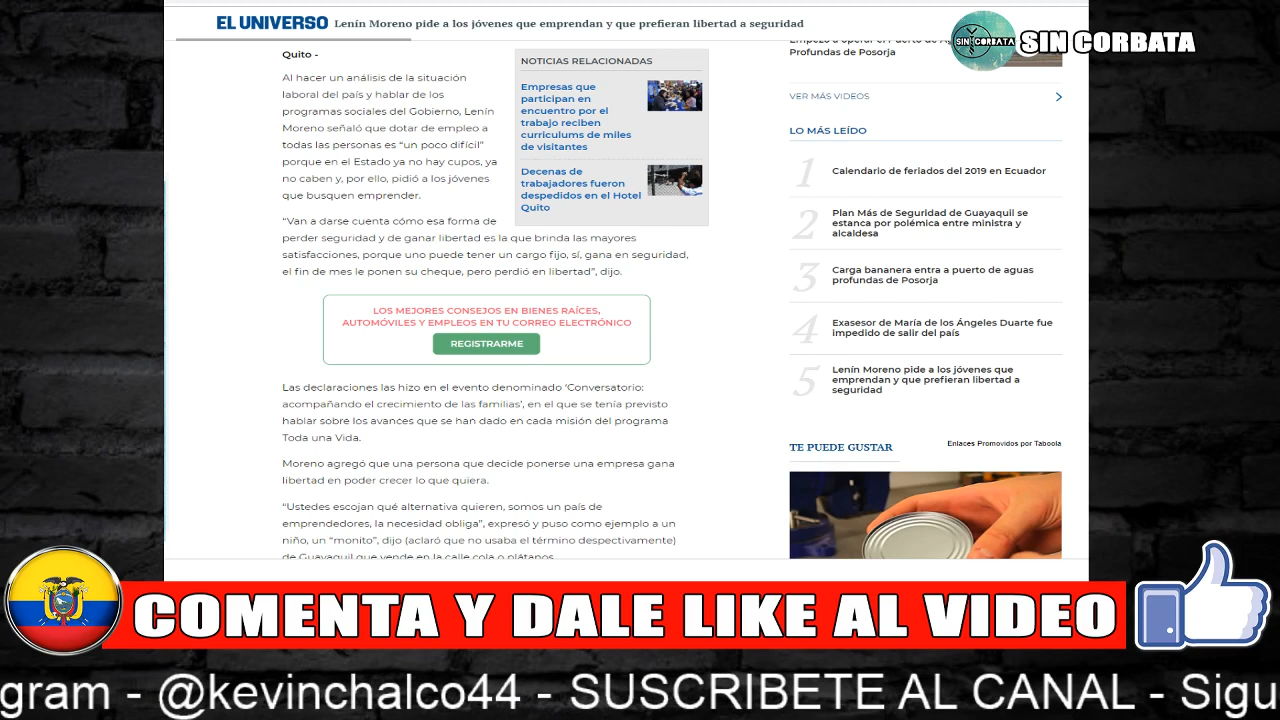 EL UNIVERSO Lenín Moreno pide a los jóvenes que emprendan y que prefieran libertad a seguridad
SIN CORBATA
SIN CORBATA
Quito -
Al hacer un análisis de la situación
laboral del país y hablar de los
programas sociales del Gobierno, Lenín
Moreno señaló que dotar de empleo a
todas las personas es “un poco difícil”
porque en el Estado ya no hay cupos, ya
no caben y, por ello, pidió a los jóvenes
que busquen emprender.
“Van a darse cuenta cómo esa forma de
perder seguridad y de ganar libertad es la que brinda las mayores
satisfacciones, porque uno puede tener un cargo fijo, sí, gana en seguridad,
el fin de mes le ponen su cheque, pero perdió en libertad”, dijo.
NOTICIAS RELACIONADAS
Empresas que
participan en
encuentro por el
trabajo reciben
curriculums de miles
de visitantes
Decenas de
trabajadores fueron
despedidos en el Hotel
Quito
LOS MEJORES CONSEJOS EN BIENES RAÍCES,
AUTOMÓVILES Y EMPLEOS EN TU CORREO ELECTRÓNICO
REGISTRARME
Las declaraciones las hizo en el evento denominado ‘Conversatorio:
acompañando el crecimiento de las familias’, en el que se tenía previsto
hablar sobre los avances que se han dado en cada misión del programa
Toda una Vida.
Moreno agregó que una persona que decide ponerse una empresa gana
libertad en poder crecer lo que quiera.
“Ustedes escojan qué alternativa quieren, somos un país de
emprendedores, la necesidad obliga”, expresó y puso como ejemplo a un
niño, un “monito”, dijo (aclaró que no usaba el término despectivamente)
de Guayaquil que vende en la calle cola o plátanos
Empezó a operar el Puerto de
Profundas de Posorja
VER MÁS VIDEOS
LO MÁS LEÍDO
1 Calendario de feriados del 2019 en Ecuador
2 Plan Más de Seguridad de Guayaquil se
estanca por polémica entre ministra y
alcaldesa
3 Carga bananera entra a puerto de aguas
profundas de Posorja
4 Exasesor de María de los Ángeles Duarte fue
impedido de salir del país
5 Lenín Moreno pide a los jóvenes que
emprendan y que prefieran libertad a
seguridad
TE PUEDE GUSTAR
Enlaces Promovidos por Taboola
COMENTA Y DALE LIKE AL VIDEO
gram - @kevinchalco44 - SUSCRIBETE AL CANAL - Sigu